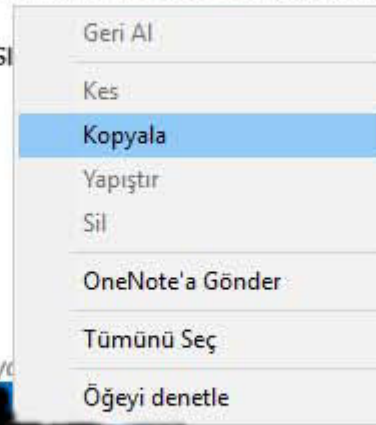 Geri Al
Kes
Kopyala
Yapıştır
Sil
OneNote'a Gönder
Tümünü Seç
Öğeyi denetle